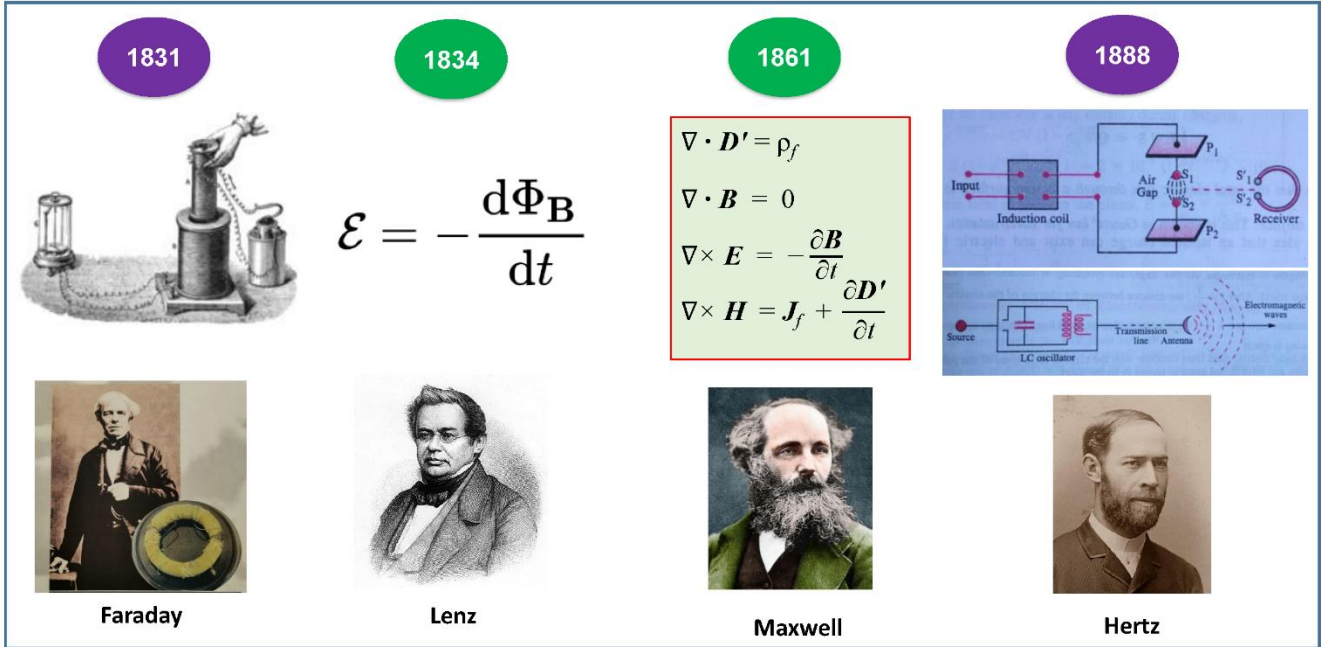 1831
1834
1861
1888
ℰ = − dΦ_B / dt
∇ · D′ = ρ_f
∇ · B = 0
∇ × E = − ∂B / ∂t
∇ × H = J_f + ∂D′ / ∂t
Input
Induction coil
Air
Gap
P₁
S₁
S₂
P₂
S'₁
S'₂
Receiver
Source
LC oscillator
Transmission
line
Antenna
Electromagnetic
waves
Faraday
Lenz
Maxwell
Hertz